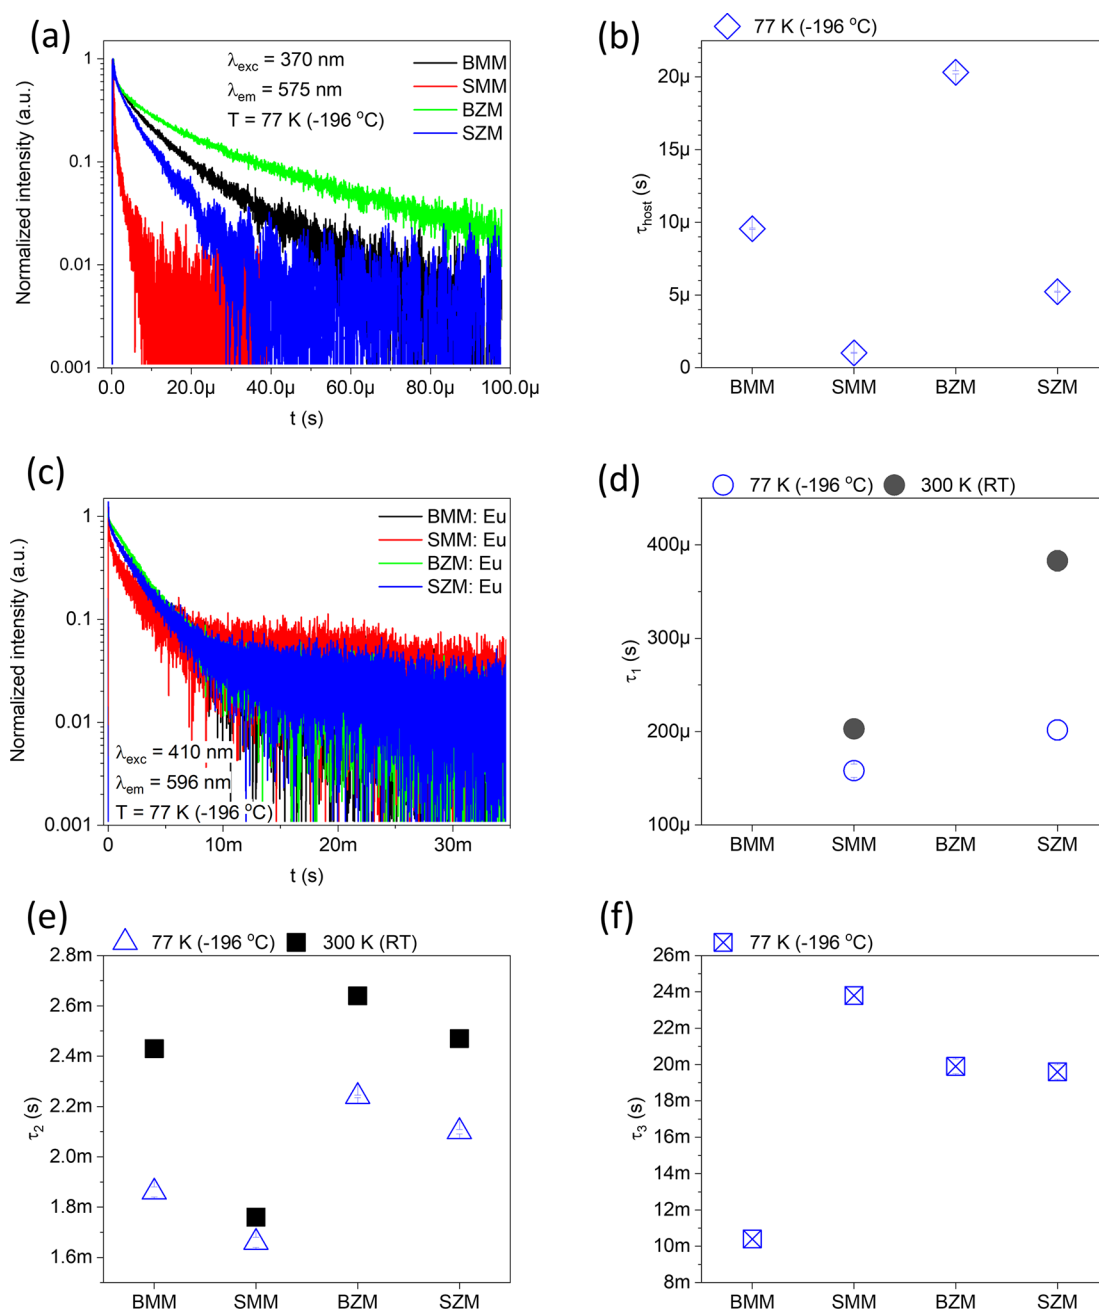 (a)
λexc = 370 nm
λem = 575 nm
T = 77 K (-196 °C)
BMM
SMM
BZM
SZM
Normalized intensity (a.u.)
1
0.1
0.01
0.001
0.0
20.0µ
40.0µ
60.0µ
80.0µ
100.0µ
t (s)
(b)
77 K (-196 °C)
τhost (s)
20µ
15µ
10µ
5µ
0
BMM
SMM
BZM
SZM
(c)
BMM: Eu
SMM: Eu
BZM: Eu
SZM: Eu
Normalized intensity (a.u.)
1
0.1
0.01
0.001
λexc = 410 nm
λem = 596 nm
T = 77 K (-196 °C)
0
10m
20m
30m
t (s)
(d)
77 K (-196 °C)
300 K (RT)
τ1 (s)
400µ
300µ
200µ
100µ
BMM
SMM
BZM
SZM
(e)
77 K (-196 °C)
300 K (RT)
τ2 (s)
2.8m
2.6m
2.4m
2.2m
2.0m
1.8m
1.6m
BMM
SMM
BZM
SZM
(f)
77 K (-196 °C)
τ3 (s)
26m
24m
22m
20m
18m
16m
14m
12m
10m
8m
BMM
SMM
BZM
SZM